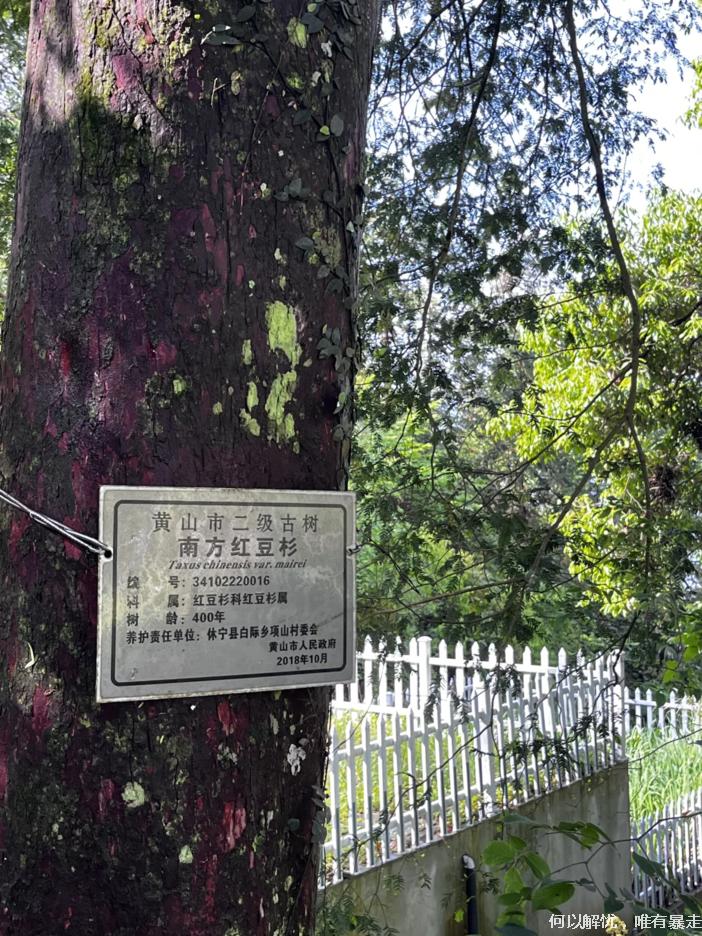 黄山市二级古树
南方红豆杉
Taxus chinensis var. mairei
编 号：34102220016
科 属：红豆杉科红豆杉属
树 龄：400年
养护责任单位：休宁县白际乡项山村委会
黄山市人民政府
2018年10月
何以解忧，唯有暴走